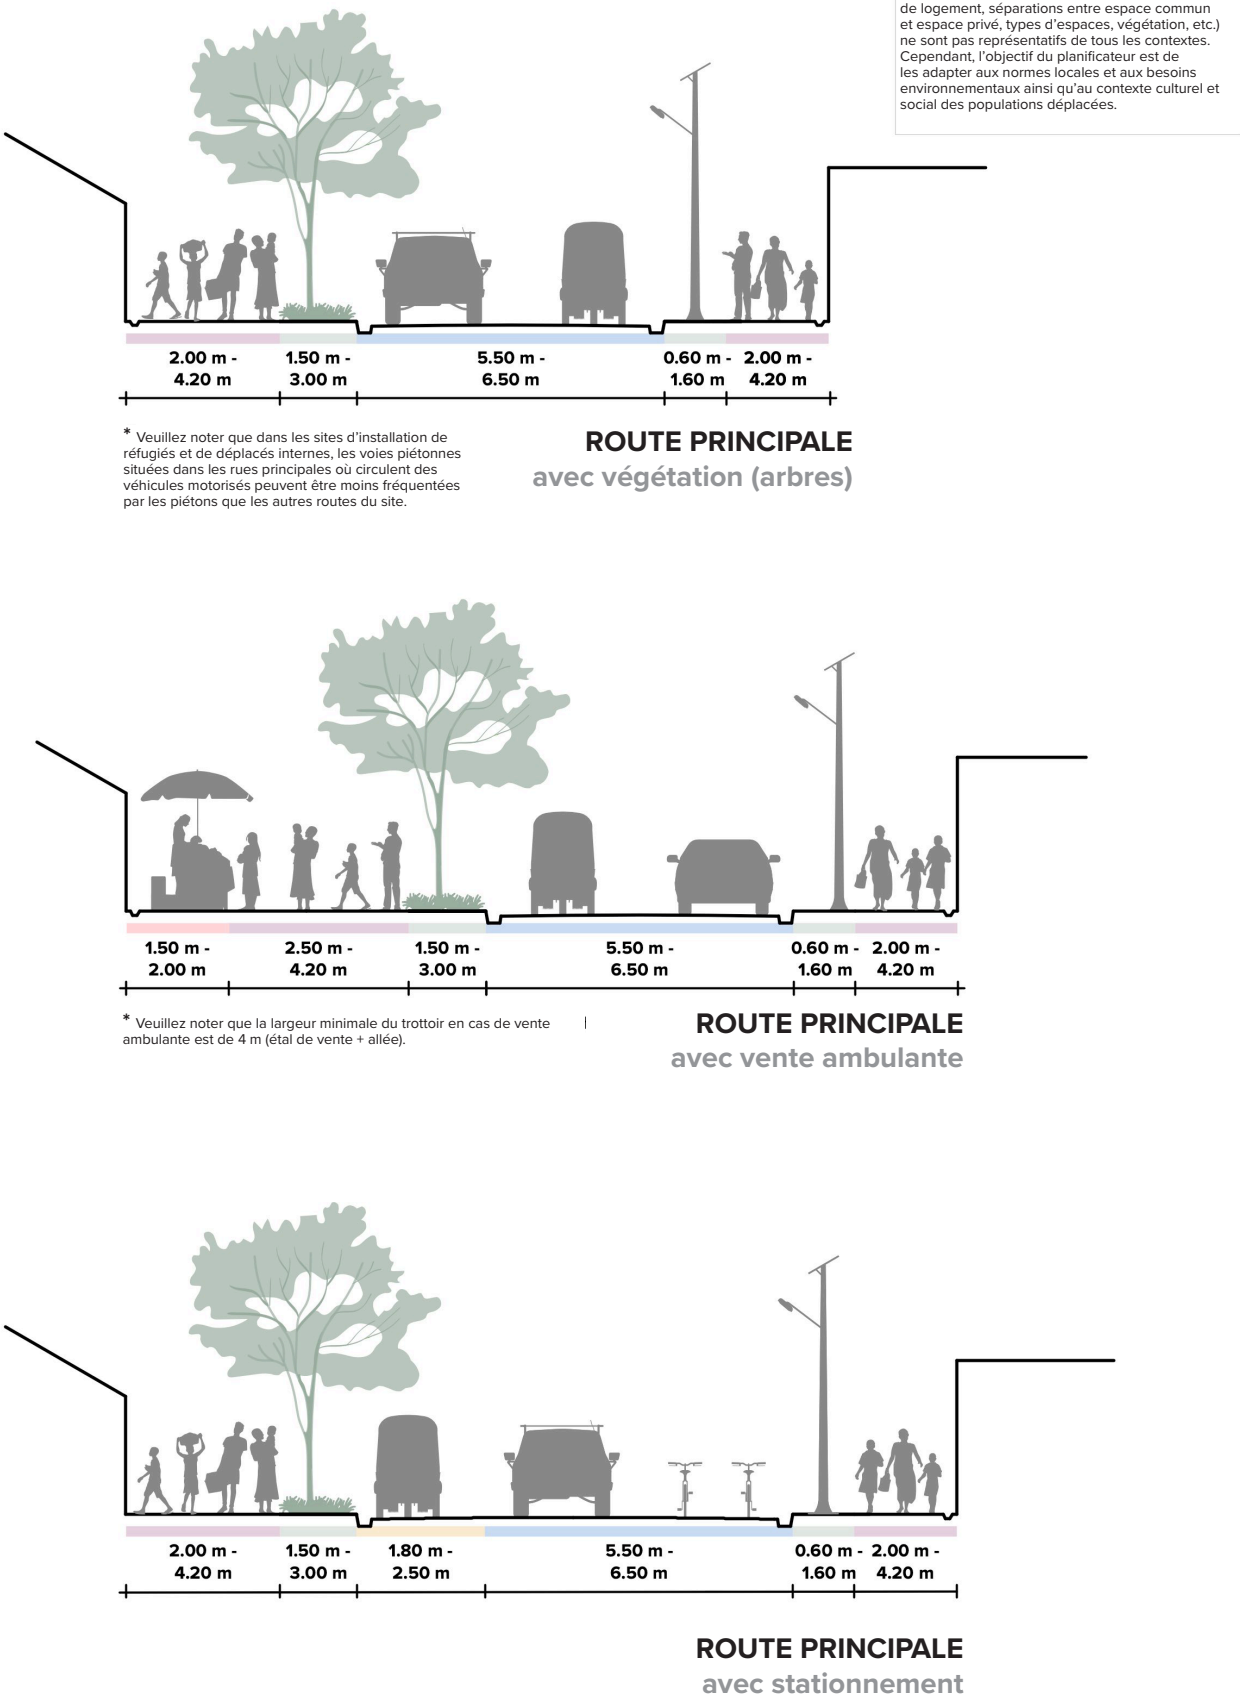 de logement, séparations entre espace commun
et espace privé, types d’espaces, végétation, etc.)
ne sont pas représentatifs de tous les contextes.
Cependant, l’objectif du planificateur est de
les adapter aux normes locales et aux besoins
environnementaux ainsi qu’au contexte culturel et
social des populations déplacées.
2.00 m -
4.20 m
1.50 m -
3.00 m
5.50 m -
6.50 m
0.60 m -
1.60 m
2.00 m -
4.20 m
* Veuillez noter que dans les sites d’installation de
réfugiés et de déplacés internes, les voies piétonnes
situées dans les rues principales où circulent des
véhicules motorisés peuvent être moins fréquentées
par les piétons que les autres routes du site.
ROUTE PRINCIPALE
avec végétation (arbres)
1.50 m -
2.00 m
2.50 m -
4.20 m
1.50 m -
3.00 m
5.50 m -
6.50 m
0.60 m -
1.60 m
2.00 m -
4.20 m
* Veuillez noter que la largeur minimale du trottoir en cas de vente
ambulante est de 4 m (étal de vente + allée).
ROUTE PRINCIPALE
avec vente ambulante
2.00 m -
4.20 m
1.50 m -
3.00 m
1.80 m -
2.50 m
5.50 m -
6.50 m
0.60 m -
1.60 m
2.00 m -
4.20 m
ROUTE PRINCIPALE
avec stationnement